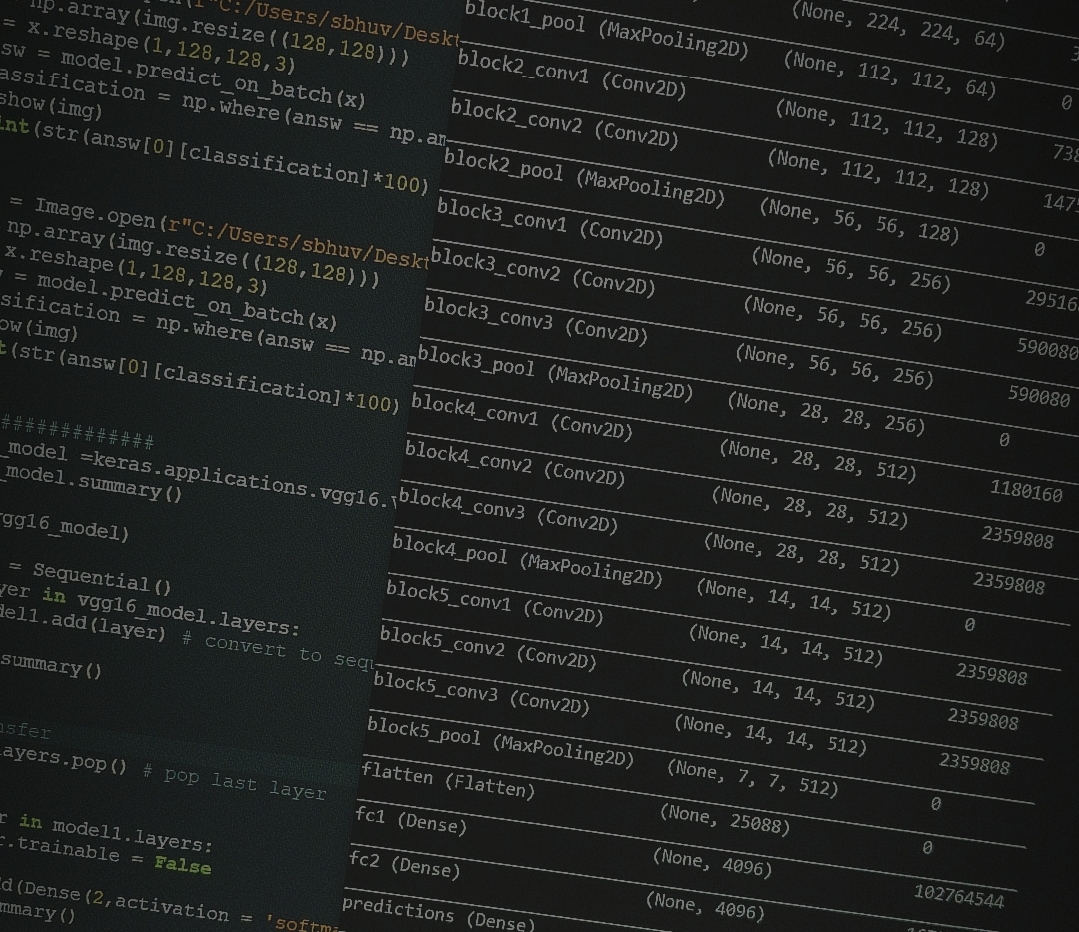 np.array(img.resize((128,128)))
= x.reshape(1,128,128,3)
sw = model.predict_on_batch(x)
assification = np.where(answ == np.am
show(img)
int(str(answ[0][classification]*100)
= Image.open(r"C:/Users/sbhuv/Deskt
np.array(img.resize((128,128)))
x.reshape(1,128,128,3)
= model.predict_on_batch(x)
sification = np.where(answ == np.am
ow(img)
t(str(answ[0][classification]*100)
#############
_model =keras.applications.vgg16.
_model.summary()
gg16_model)
= Sequential()
yer in vgg16_model.layers:
del1.add(layer) # convert to sequ
summary()
nsfer
ayers.pop() # pop last layer
r in model1.layers:
r.trainable = False
dd(Dense(2,activation = 'softm
mmary()
(None, 224, 224, 64)
block1_pool (MaxPooling2D) (None, 112, 112, 64) 0
block2_conv1 (Conv2D) (None, 112, 112, 128) 738
block2_conv2 (Conv2D) (None, 112, 112, 128) 1475
block2_pool (MaxPooling2D) (None, 56, 56, 128) 0
block3_conv1 (Conv2D) (None, 56, 56, 256) 29516
block3_conv2 (Conv2D) (None, 56, 56, 256) 590080
block3_conv3 (Conv2D) (None, 56, 56, 256) 590080
block3_pool (MaxPooling2D) (None, 28, 28, 256) 0
block4_conv1 (Conv2D) (None, 28, 28, 512) 1180160
block4_conv2 (Conv2D) (None, 28, 28, 512) 2359808
block4_conv3 (Conv2D) (None, 28, 28, 512) 2359808
block4_pool (MaxPooling2D) (None, 14, 14, 512) 0
block5_conv1 (Conv2D) (None, 14, 14, 512) 2359808
block5_conv2 (Conv2D) (None, 14, 14, 512) 2359808
block5_conv3 (Conv2D) (None, 14, 14, 512) 2359808
block5_pool (MaxPooling2D) (None, 7, 7, 512) 0
flatten (Flatten) (None, 25088) 0
fc1 (Dense) (None, 4096) 102764544
fc2 (Dense) (None, 4096)
predictions (Dense)